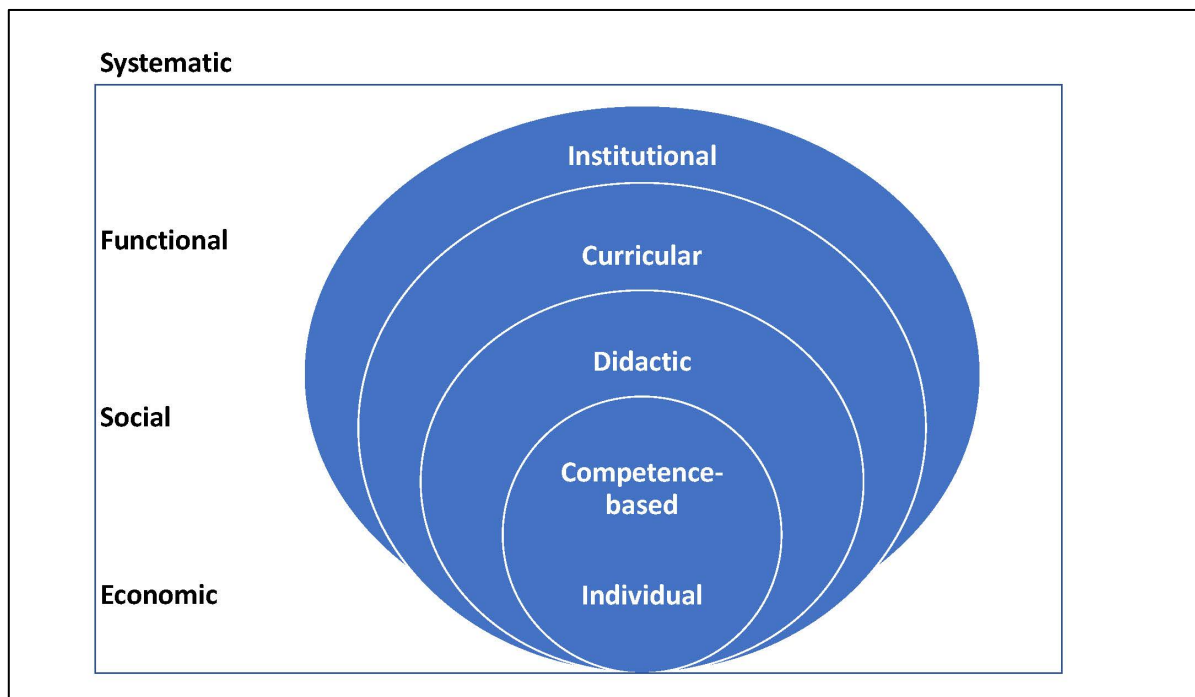 Systematic
Institutional
Functional
Curricular
Didactic
Social
Competence-
based
Economic
Individual